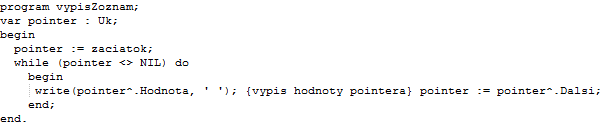 program vypisZoznam;
var pointer : Uk;
begin
  pointer := zaciatok;
  while (pointer <> NIL) do
    begin
     write(pointer^.Hodnota, ' '); {vypis hodnoty pointera} pointer := pointer^.Dalsi;
    end;
end.